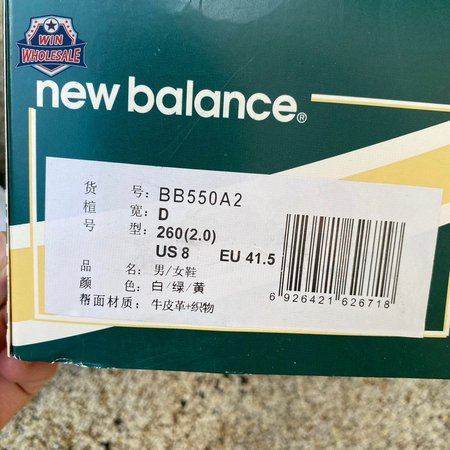 WIN
WHOLESALE
new balance®
货 号: BB550A2
楦 宽: D
号 型: 260(2.0)
US 8 EU 41.5
品 名: 男/女鞋
颜 色: 白/绿/黄
帮面材质: 牛皮革+织物
6 926421 626718